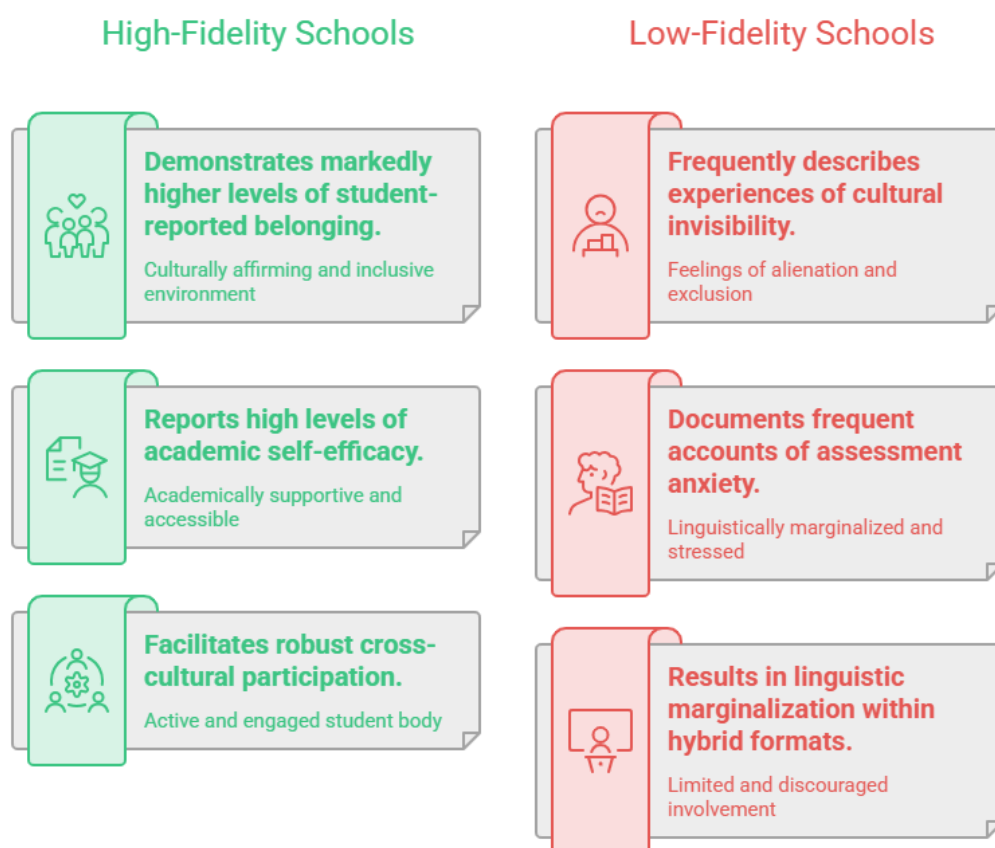 High-Fidelity Schools
Demonstrates markedly
higher levels of student-
reported belonging.
Culturally affirming and inclusive
environment
Reports high levels of
academic self-efficacy.
Academically supportive and
accessible
Facilitates robust cross-
cultural participation.
Active and engaged student body
Low-Fidelity Schools
Frequently describes
experiences of cultural
invisibility.
Feelings of alienation and
exclusion
Documents frequent
accounts of assessment
anxiety.
Linguistically marginalized and
stressed
Results in linguistic
marginalization within
hybrid formats.
Limited and discouraged
involvement